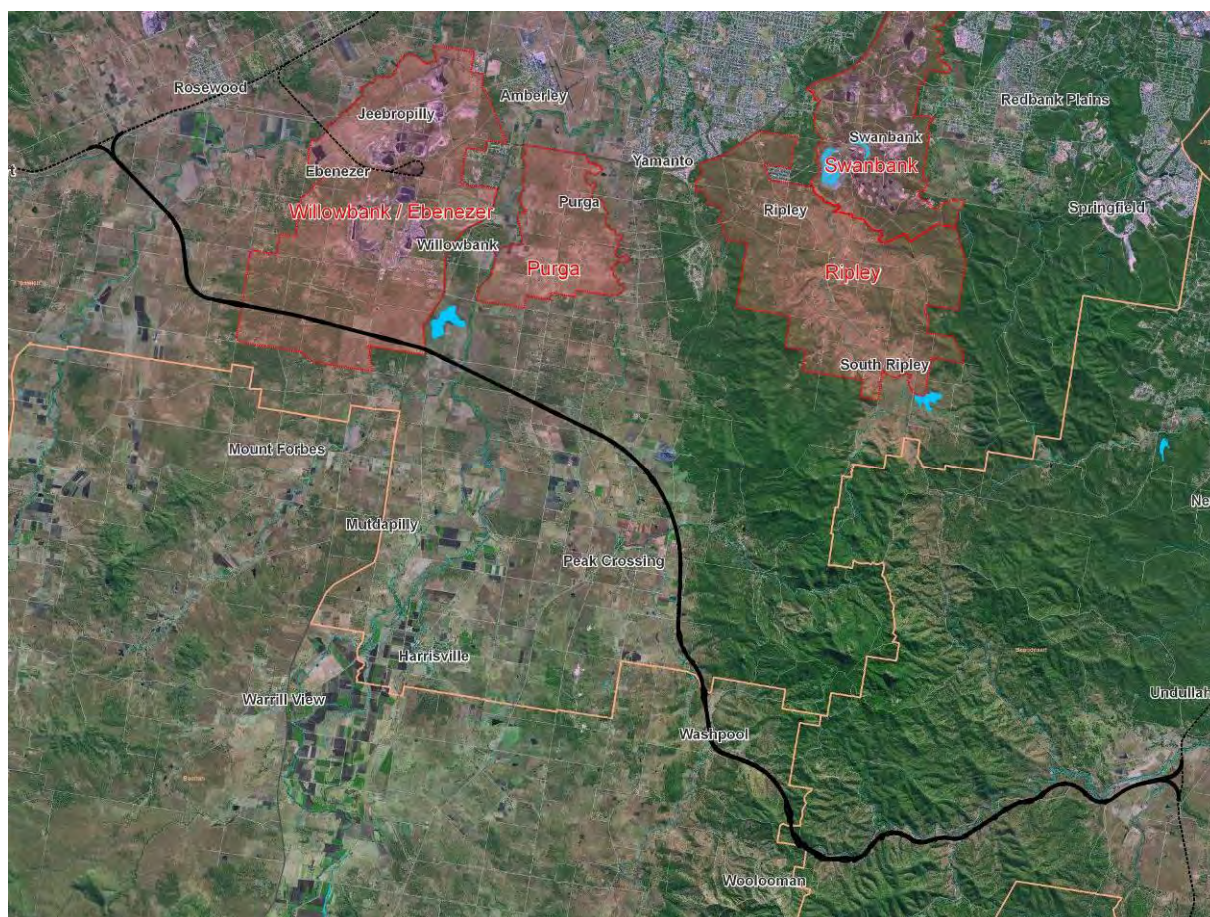 Rosewood
Amberley
Redbank Plains
Jeebropilly
Swanbank
Yamanto
Swanbank
Ebenezer
Purga
Ripley
Springfield
Willowbank / Ebenezer
Willowbank
Purga
Ripley
South Ripley
Mount Forbes
Ne
Mutdapilly
Peak Crossing
Harrisville
Warrill View
Undullah
Washpool
Woolooman